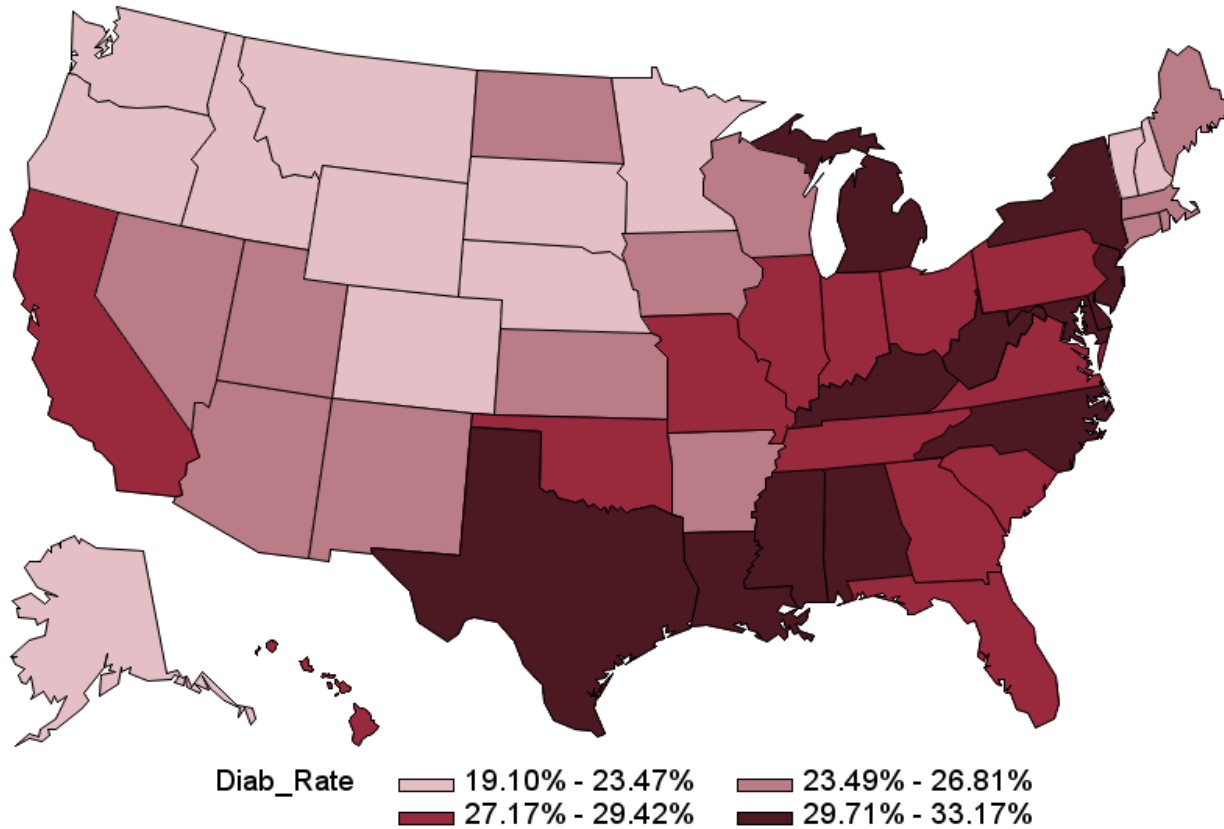 Diab_Rate 19.10% - 23.47% 23.49% - 26.81%
27.17% - 29.42% 29.71% - 33.17%